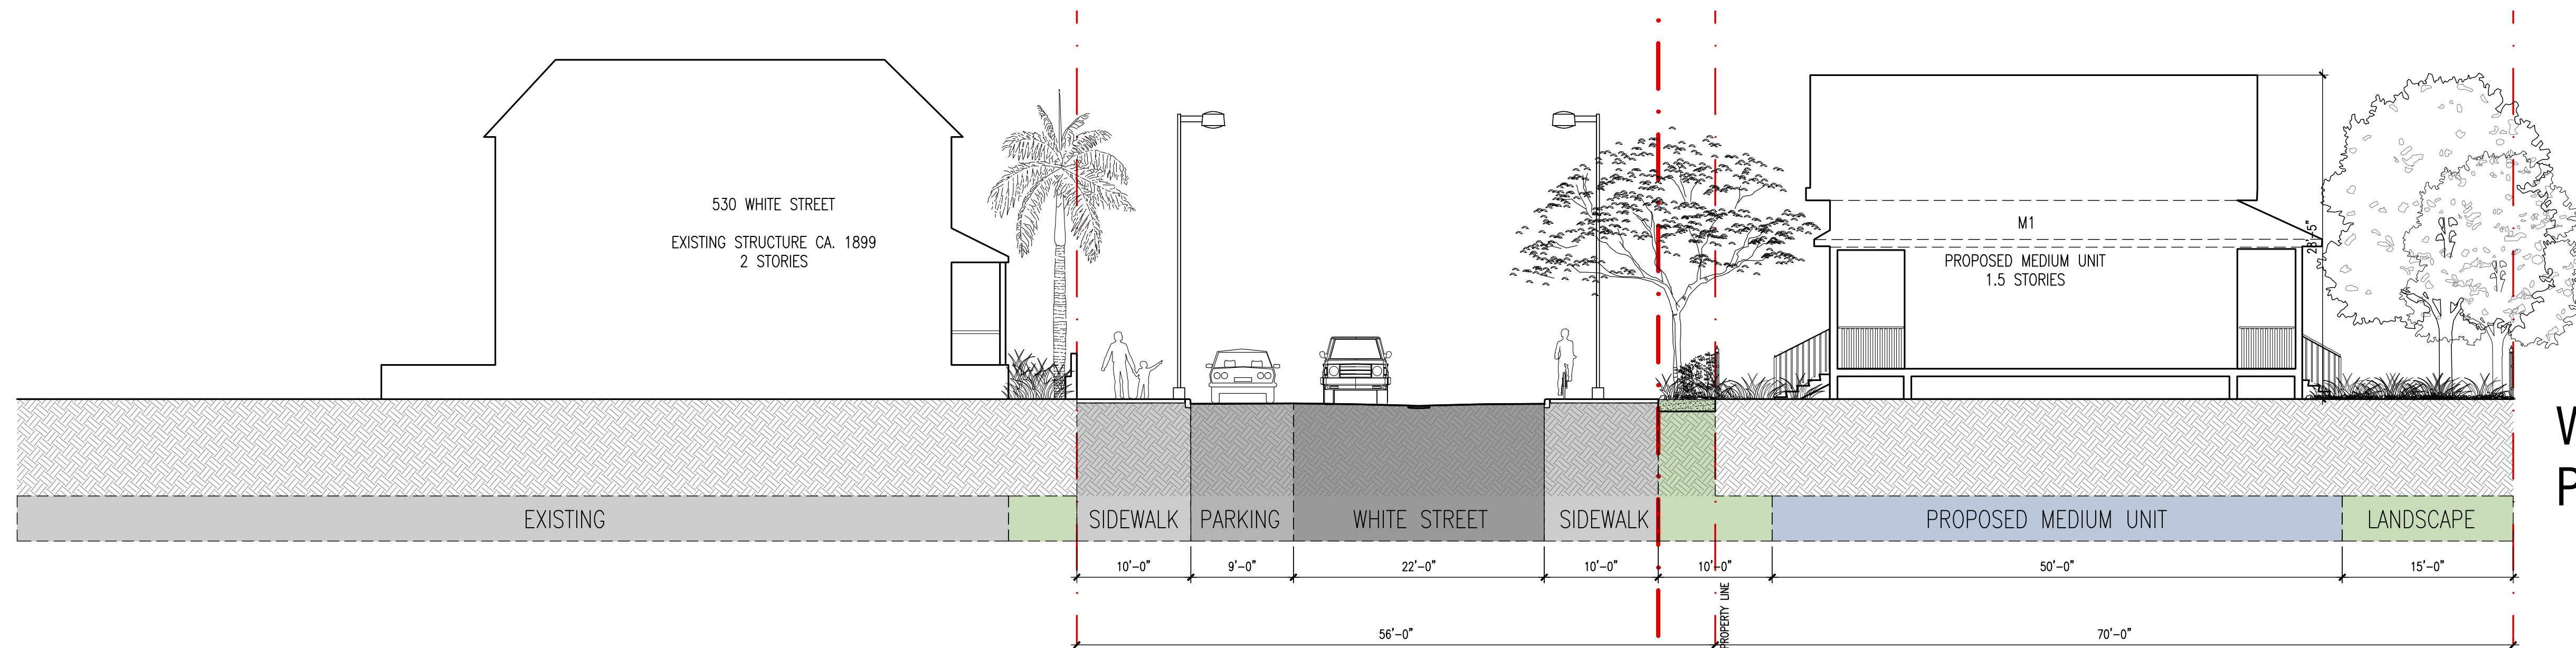 530 WHITE STREET
EXISTING STRUCTURE CA. 1899
2 STORIES
M1
PROPOSED MEDIUM UNIT
1.5 STORIES
28'-5"
EXISTING
SIDEWALK
PARKING
WHITE STREET
SIDEWALK
PROPOSED MEDIUM UNIT
LANDSCAPE
10'-0"
9'-0"
22'-0"
10'-0"
10'-0"
50'-0"
15'-0"
PROPERTY LINE
56'-0"
70'-0"
W
P